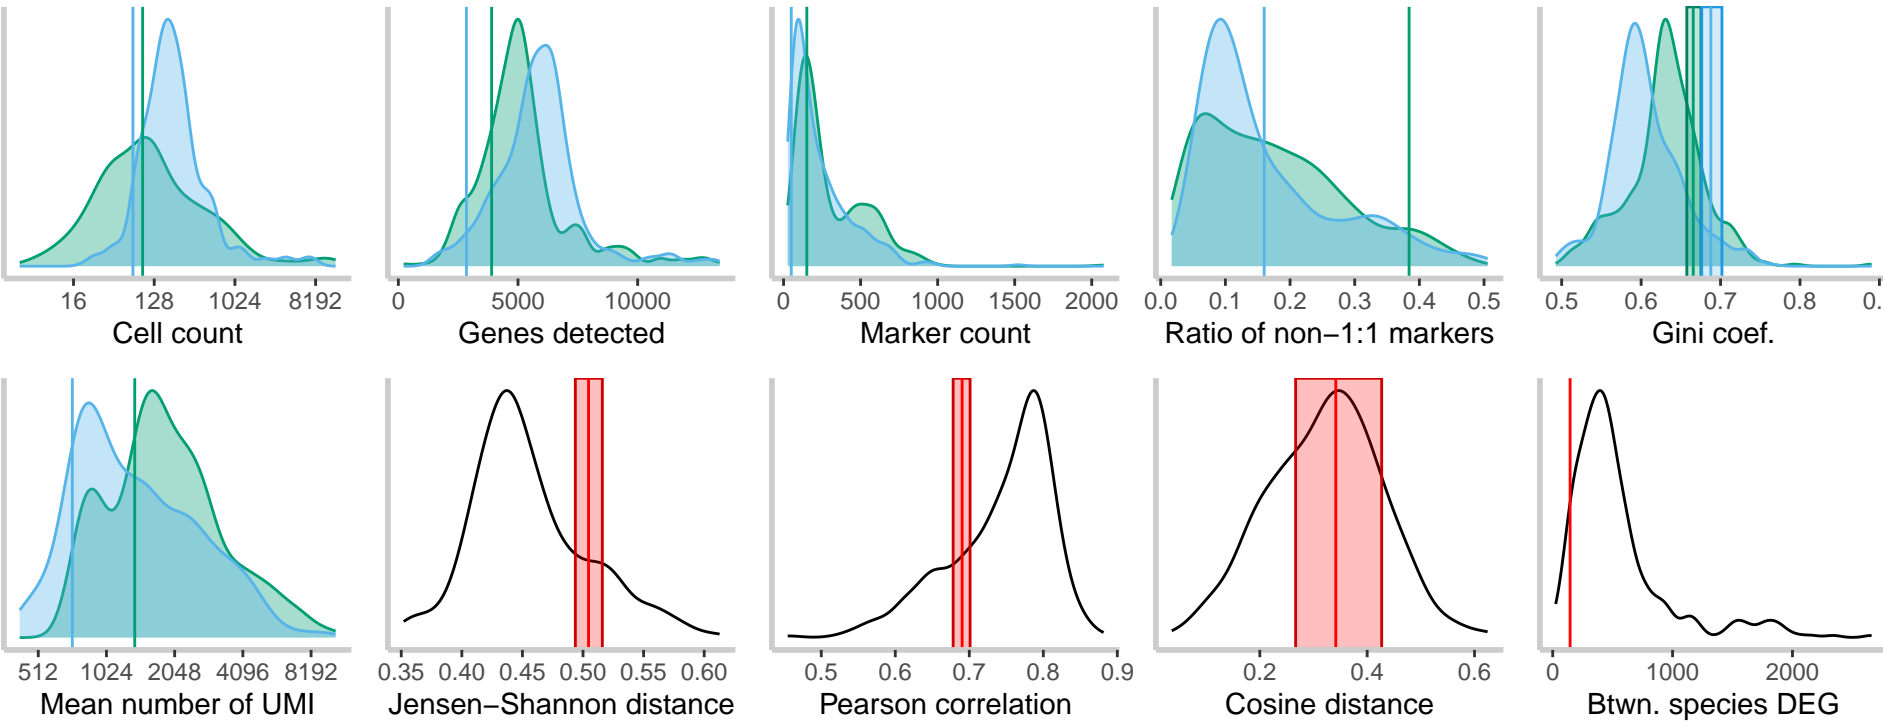 16 128 1024 8192
Cell count
0 5000 10000
Genes detected
0 500 1000 1500 2000
Marker count
0.0 0.1 0.2 0.3 0.4 0.5
Ratio of non−1:1 markers
0.5 0.6 0.7 0.8 0.
Gini coef.
512 1024 2048 4096 8192
Mean number of UMI
0.35 0.40 0.45 0.50 0.55 0.60
Jensen−Shannon distance
0.5 0.6 0.7 0.8 0.9
Pearson correlation
0.2 0.4 0.6
Cosine distance
0 1000 2000
Btwn. species DEG